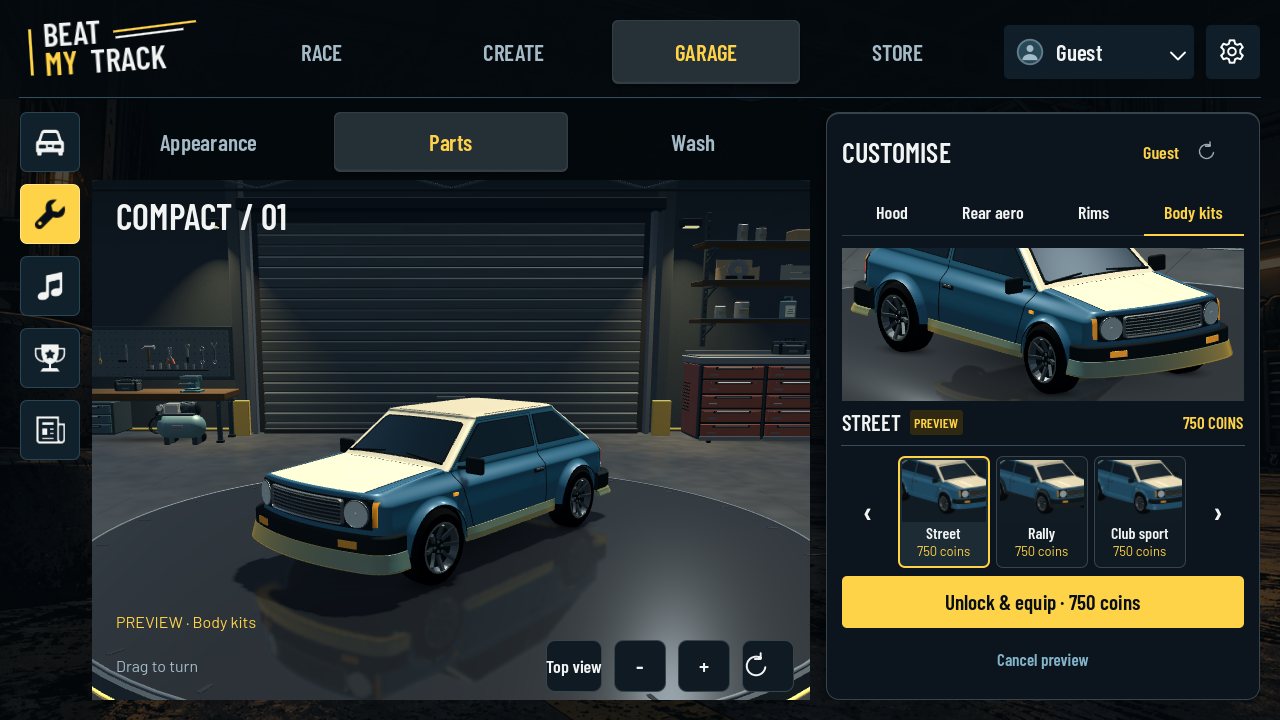 BEAT
MY TRACK
RACE
CREATE
GARAGE
STORE
Guest
Appearance
Parts
Wash
COMPACT / 01
PREVIEW · Body kits
Drag to turn
Top view
-
+
CUSTOMISE
Guest
Hood
Rear aero
Rims
Body kits
STREET
PREVIEW
750 COINS
‹
Street
750 coins
Rally
750 coins
Club sport
750 coins
›
Unlock & equip · 750 coins
Cancel preview